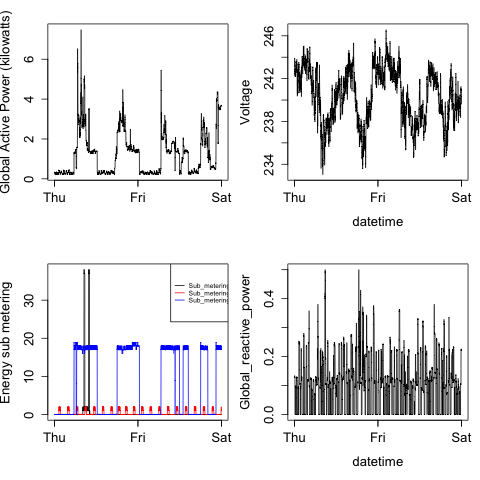 Global Active Power (kilowatts)
0 2 4 6
Thu Fri Sat
Voltage
234 238 242 246
Thu Fri Sat
datetime
Energy sub metering
0 10 20 30
Sub_metering
Sub_metering
Sub_metering
Thu Fri Sat
Global_reactive_power
0.0 0.2 0.4
Thu Fri Sat
datetime